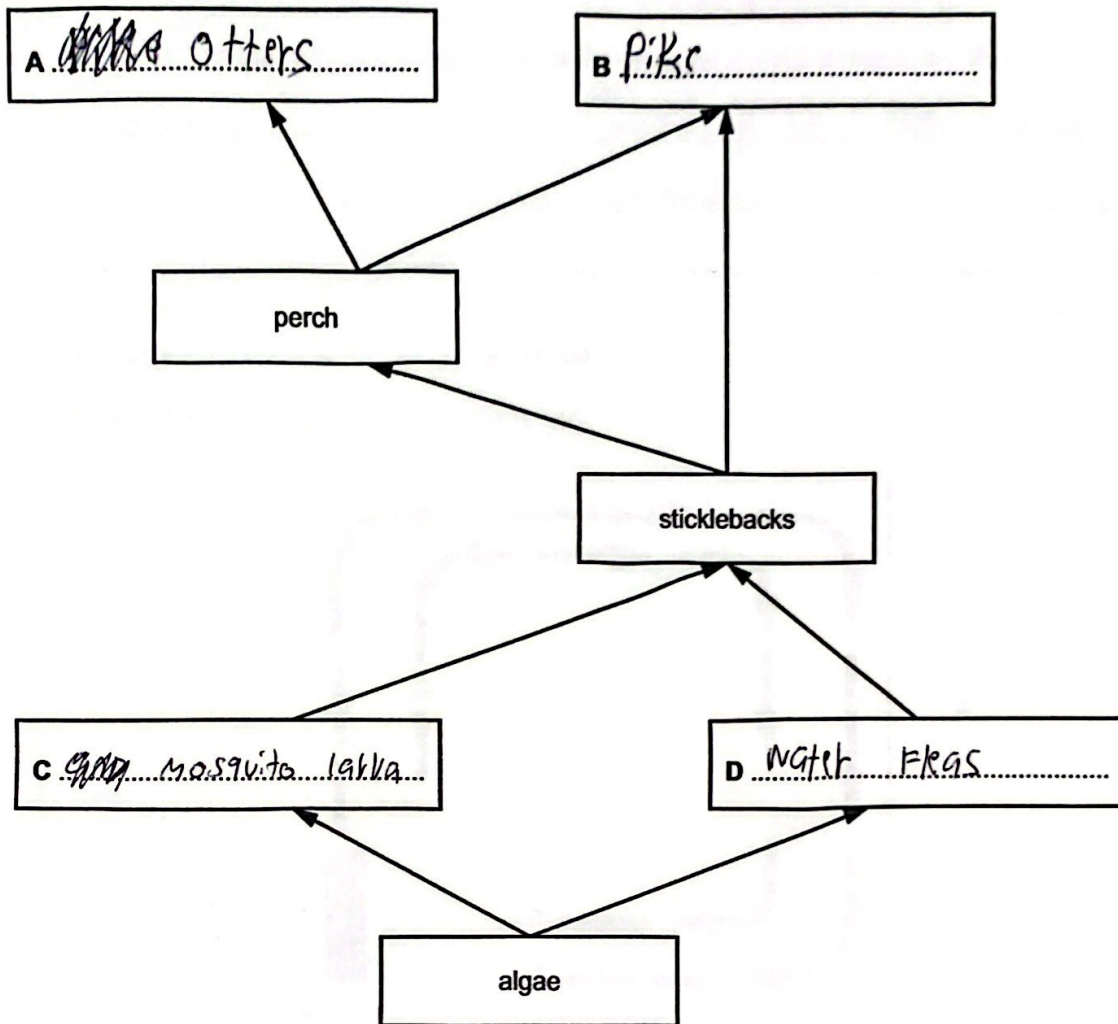 A Otters
B Pike
perch
sticklebacks
C Mosquito larva
D Water Fleas
algae